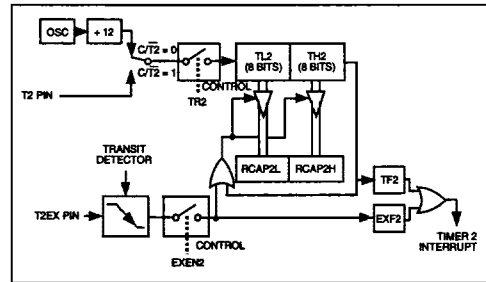 OSC
÷ 12
C/T2 = 0
C/T2 = 1
TL2
(8 BITS)
TH2
(8 BITS)
CONTROL
TR2
T2 PIN
TRANSIT
DETECTOR
RCAP2L
RCAP2H
TF2
T2EX PIN
EXF2
TIMER 2
INTERRUPT
CONTROL
EXEN2